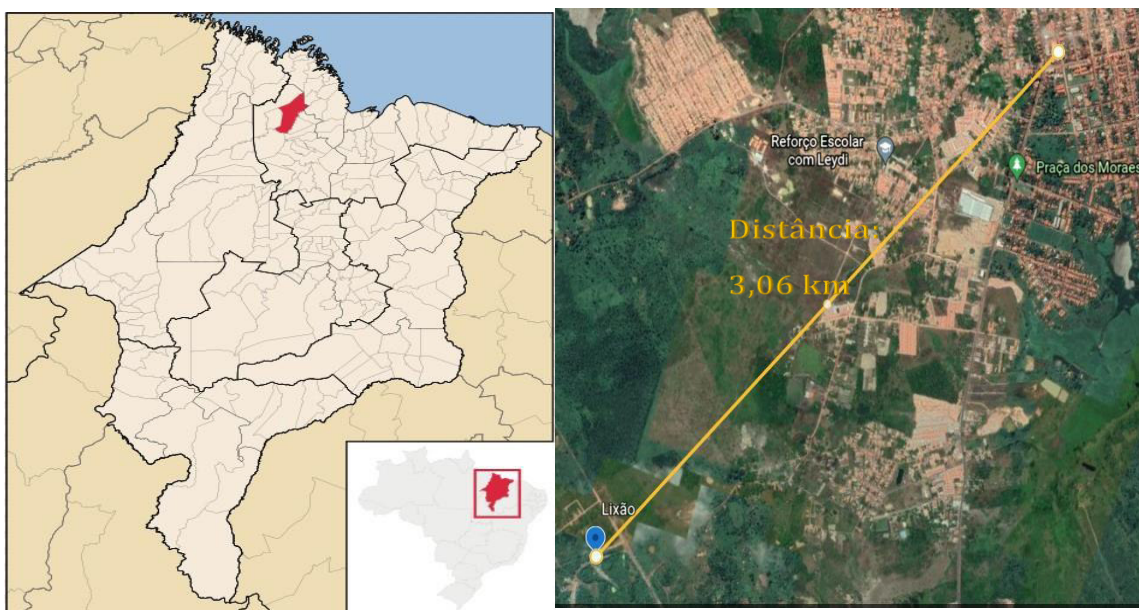 Reforço Escolar
com Leydi
Praça dos Moraes
Distância:
3,06 km
Lixão